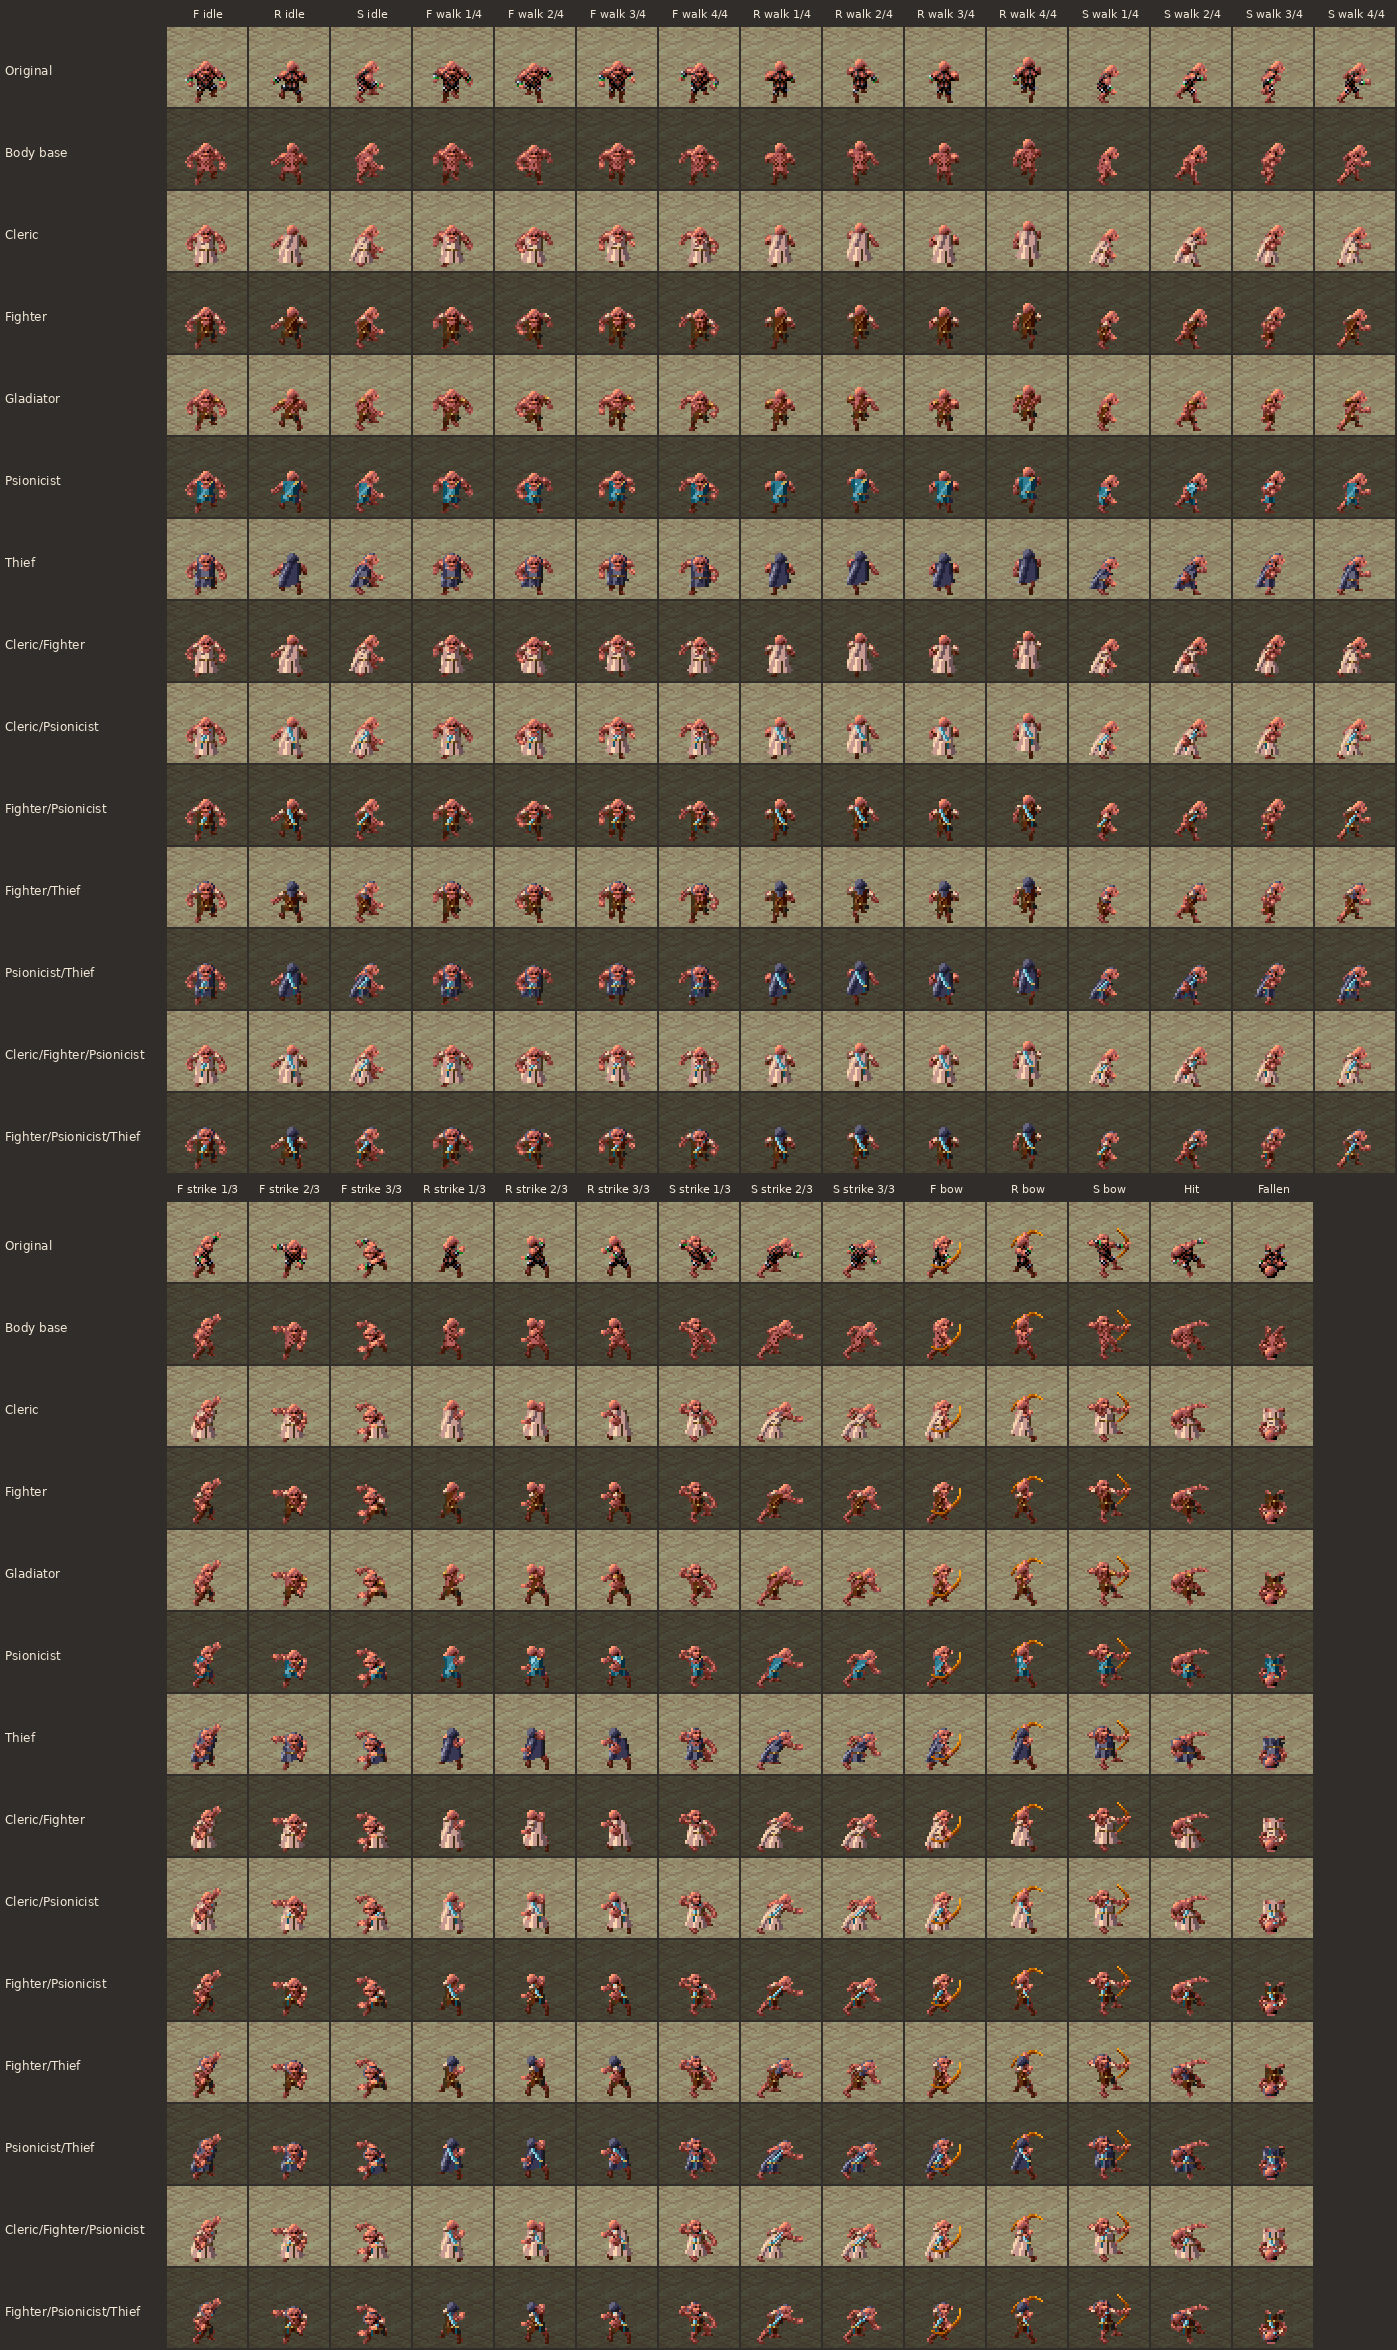 F idle R idle S idle F walk 1/4 F walk 2/4 F walk 3/4 F walk 4/4 R walk 1/4 R walk 2/4 R walk 3/4 R walk 4/4 S walk 1/4 S walk 2/4 S walk 3/4 S walk 4/4
Original
Body base
Cleric
Fighter
Gladiator
Psionicist
Thief
Cleric/Fighter
Cleric/Psionicist
Fighter/Psionicist
Fighter/Thief
Psionicist/Thief
Cleric/Fighter/Psionicist
Fighter/Psionicist/Thief
F strike 1/3 F strike 2/3 F strike 3/3 R strike 1/3 R strike 2/3 R strike 3/3 S strike 1/3 S strike 2/3 S strike 3/3 F bow R bow S bow Hit Fallen
Original
Body base
Cleric
Fighter
Gladiator
Psionicist
Thief
Cleric/Fighter
Cleric/Psionicist
Fighter/Psionicist
Fighter/Thief
Psionicist/Thief
Cleric/Fighter/Psionicist
Fighter/Psionicist/Thief